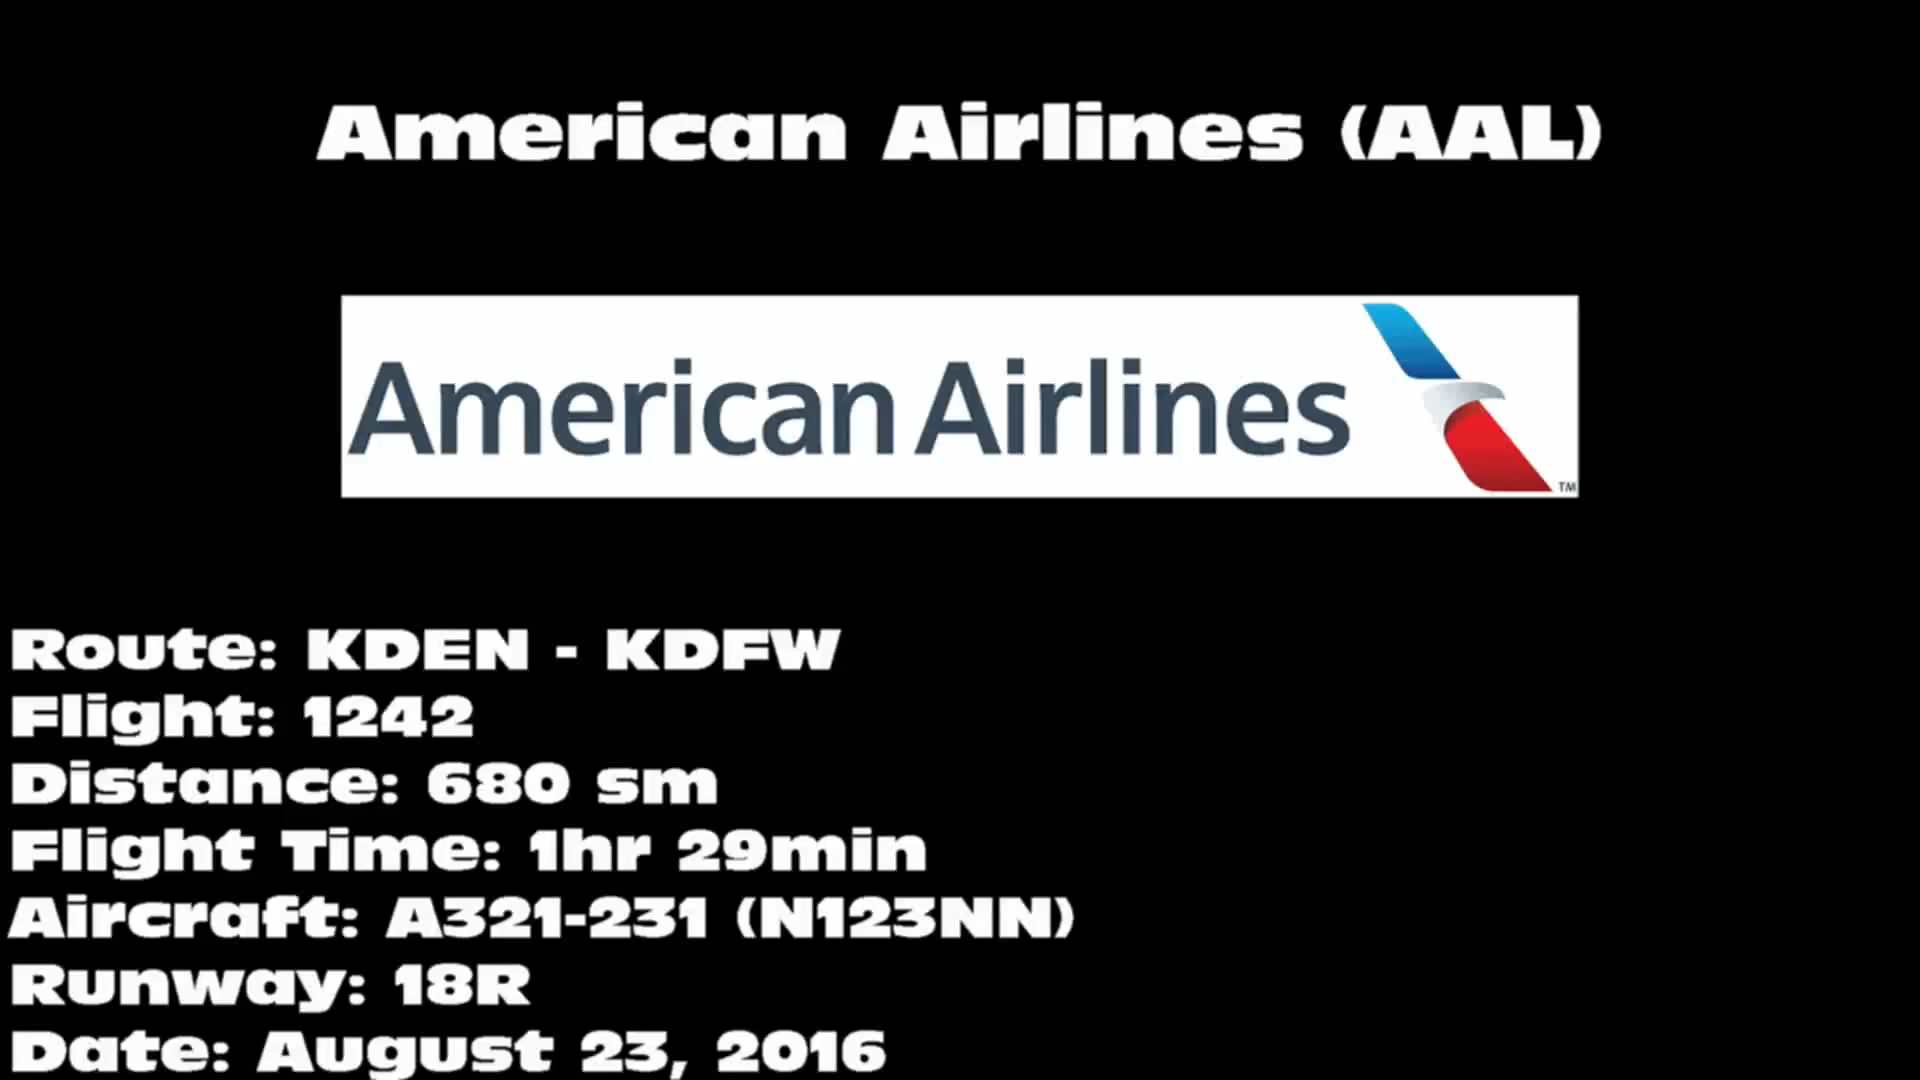 American Airlines (AAL)
American Airlines
TM
Route: KDEN - KDFW
Flight: 1242
Distance: 680 sm
Flight Time: 1hr 29min
Aircraft: A321-231 (N123NN)
Runway: 18R
Date: August 23, 2016